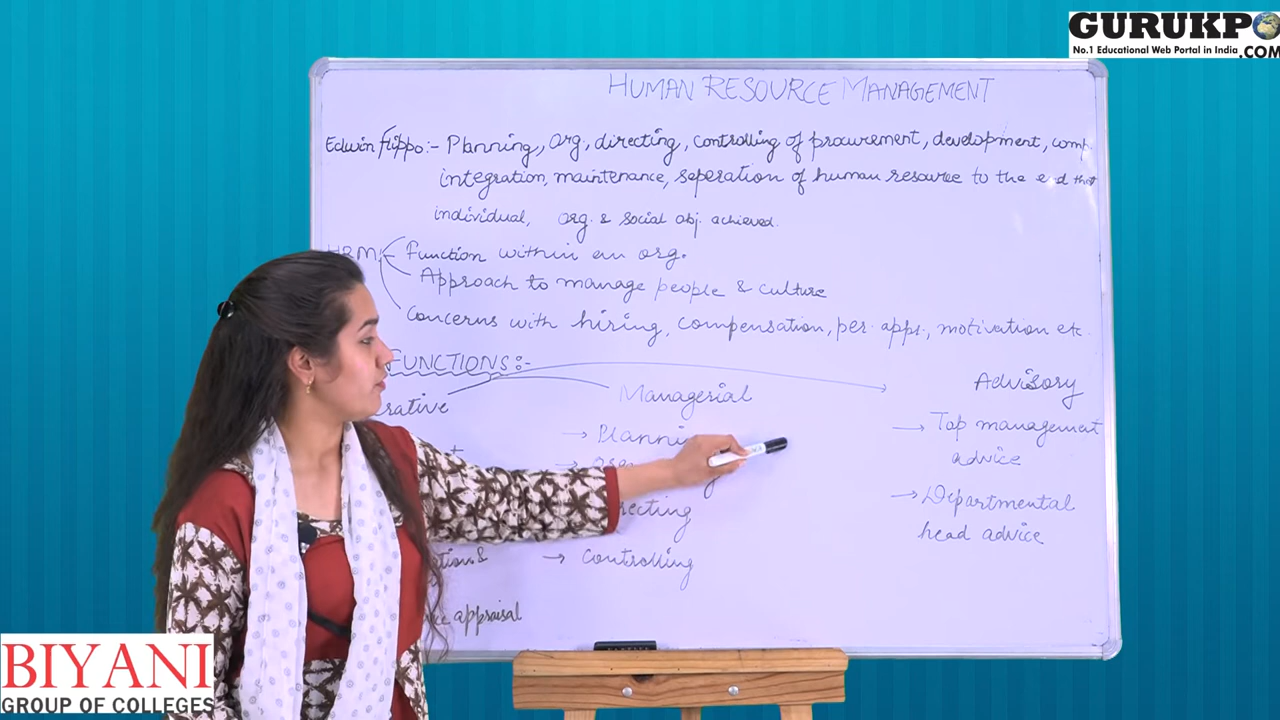 GURUKPO
No.1 Educational Web Portal in India .COM
HUMAN RESOURCE MANAGEMENT
Edwin Flippo:- Planning, org., directing, controlling of procurement, development, comp.
integration, maintenance, seperation of human resource to the end that
individual, org. & social obj. achieved.
HRM Function within an org.
Approach to manage people & culture
Concerns with hiring, compensation, per. app., motivation etc
FUNCTIONS:-
rative Managerial Advisory
→ Planni → Top management
advice
recting → Departmental
head advice
→ Controlling
appraisal
BIYANI
GROUP OF COLLEGES